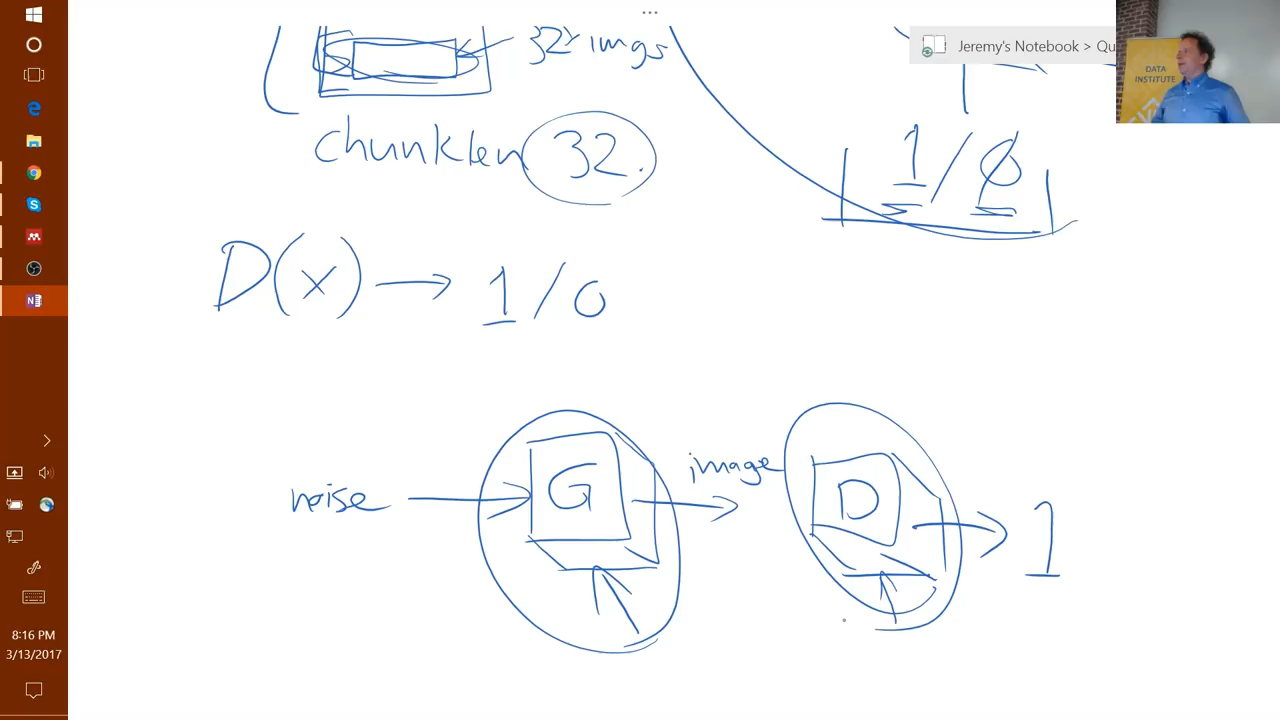 32 imgs
Jeremy's Notebook > Qu
DATA
INSTITUTE
chunklen 32.
1/0
D(x) → 1/0
noise → G → image → D → 1
8:16 PM
3/13/2017